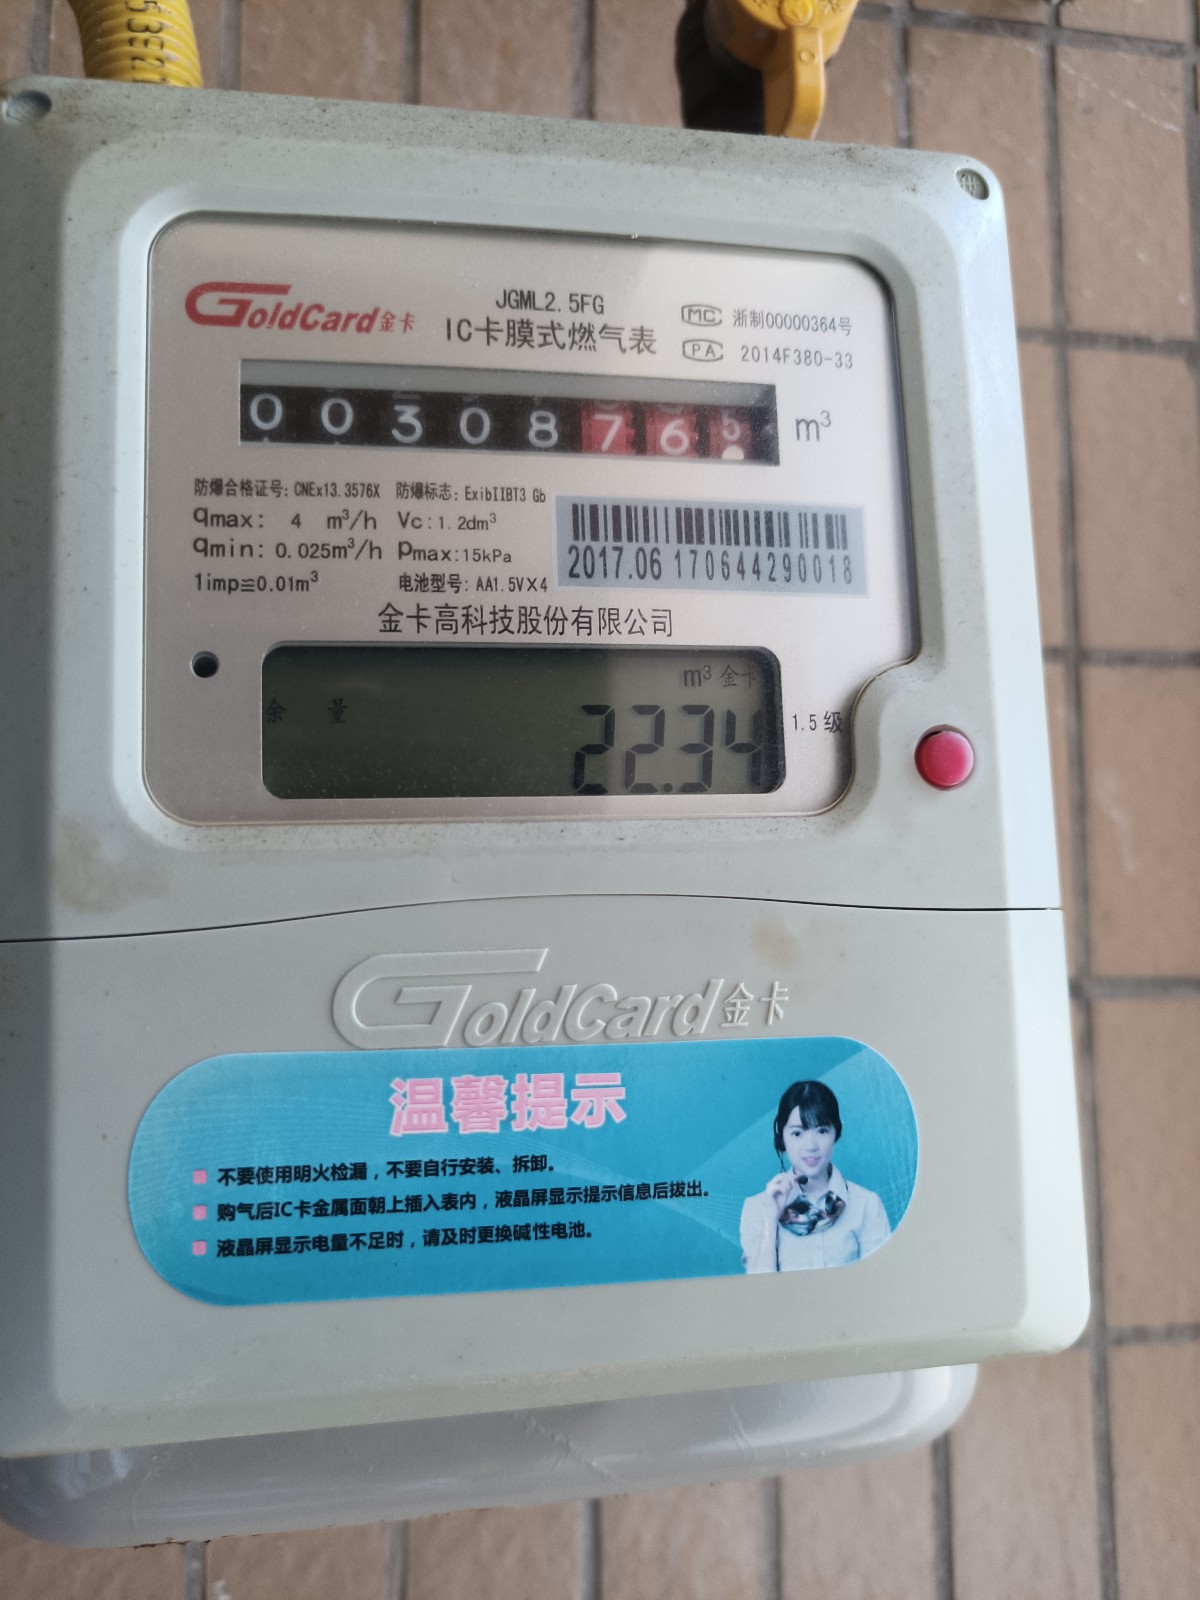 GoldCard金卡
JGML2.5FG
IC卡膜式燃气表
MC 浙制00000364号
PA 2014F380-33
00308765 m³
防爆合格证号: CNEx13.3576X 防爆标志: ExibIIBT3 Gb
qmax: 4 m³/h Vc:1.2dm³
qmin: 0.025m³/h Pmax:15kPa
1imp≌0.01m³ 电池型号: AA1.5V×4
2017.06 170644290018
金卡高科技股份有限公司
m³ 金卡
余 量
22.34
1.5级
GoldCard金卡
温馨提示
不要使用明火检漏，不要自行安装、拆卸。
购气后IC卡金属面朝上插入表内，液晶屏显示提示信息后拔出。
液晶屏显示电量不足时，请及时更换碱性电池。